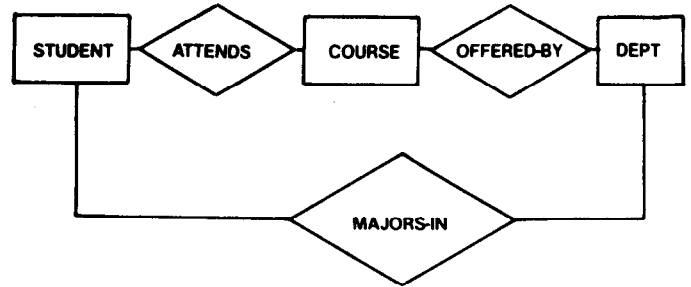 STUDENT
ATTENDS
COURSE
OFFERED-BY
DEPT
MAJORS-IN